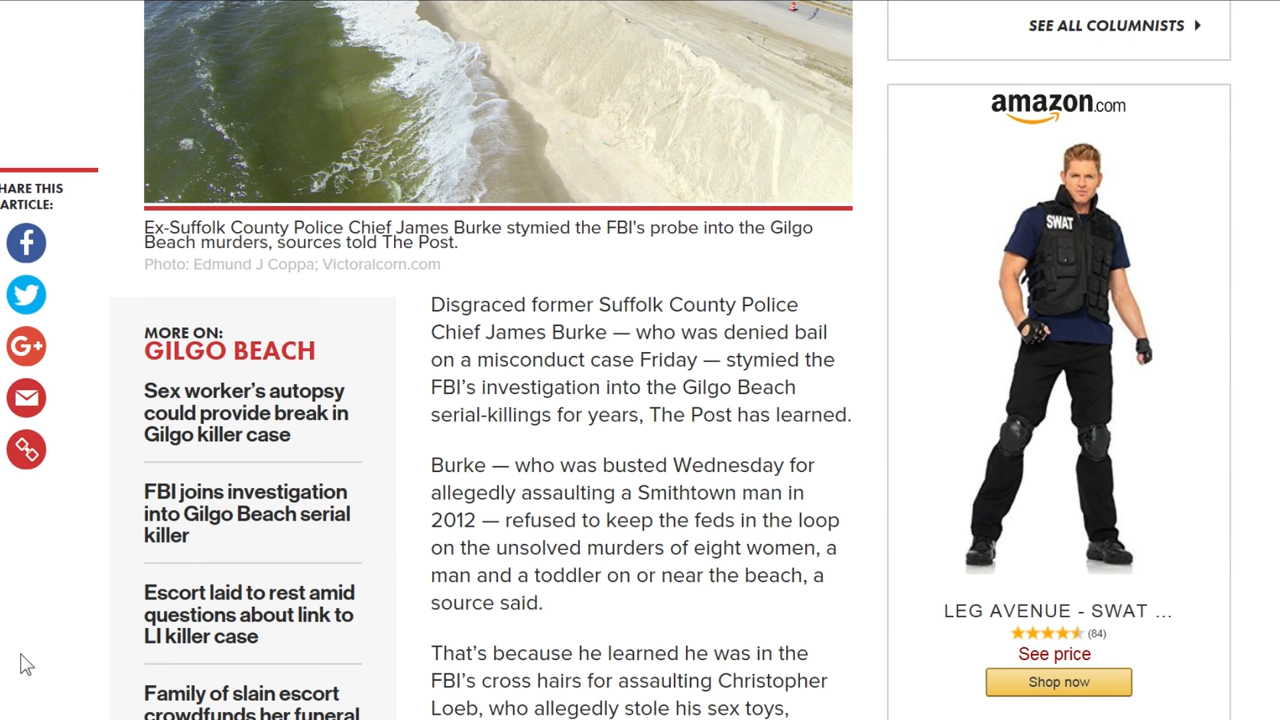 SEE ALL COLUMNISTS
amazon.com
SWAT
HARE THIS
ARTICLE:
Ex-Suffolk County Police Chief James Burke stymied the FBI's probe into the Gilgo
Beach murders, sources told The Post.
Photo: Edmund J Coppa; Victoralcorn.com
MORE ON:
GILGO BEACH
Sex worker’s autopsy
could provide break in
Gilgo killer case
FBI joins investigation
into Gilgo Beach serial
killer
Escort laid to rest amid
questions about link to
LI killer case
Family of slain escort
crowdfunds her funeral
Disgraced former Suffolk County Police
Chief James Burke — who was denied bail
on a misconduct case Friday — stymied the
FBI’s investigation into the Gilgo Beach
serial-killings for years, The Post has learned.
Burke — who was busted Wednesday for
allegedly assaulting a Smithtown man in
2012 — refused to keep the feds in the loop
on the unsolved murders of eight women, a
man and a toddler on or near the beach, a
source said.
That’s because he learned he was in the
FBI’s cross hairs for assaulting Christopher
Loeb, who allegedly stole his sex toys,
LEG AVENUE - SWAT ...
(84)
See price
Shop now